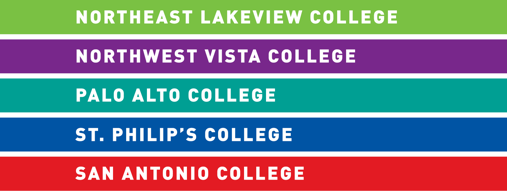 NORTHEAST LAKEVIEW COLLEGE
NORTHWEST VISTA COLLEGE
PALO ALTO COLLEGE
ST. PHILIP'S COLLEGE
SAN ANTONIO COLLEGE